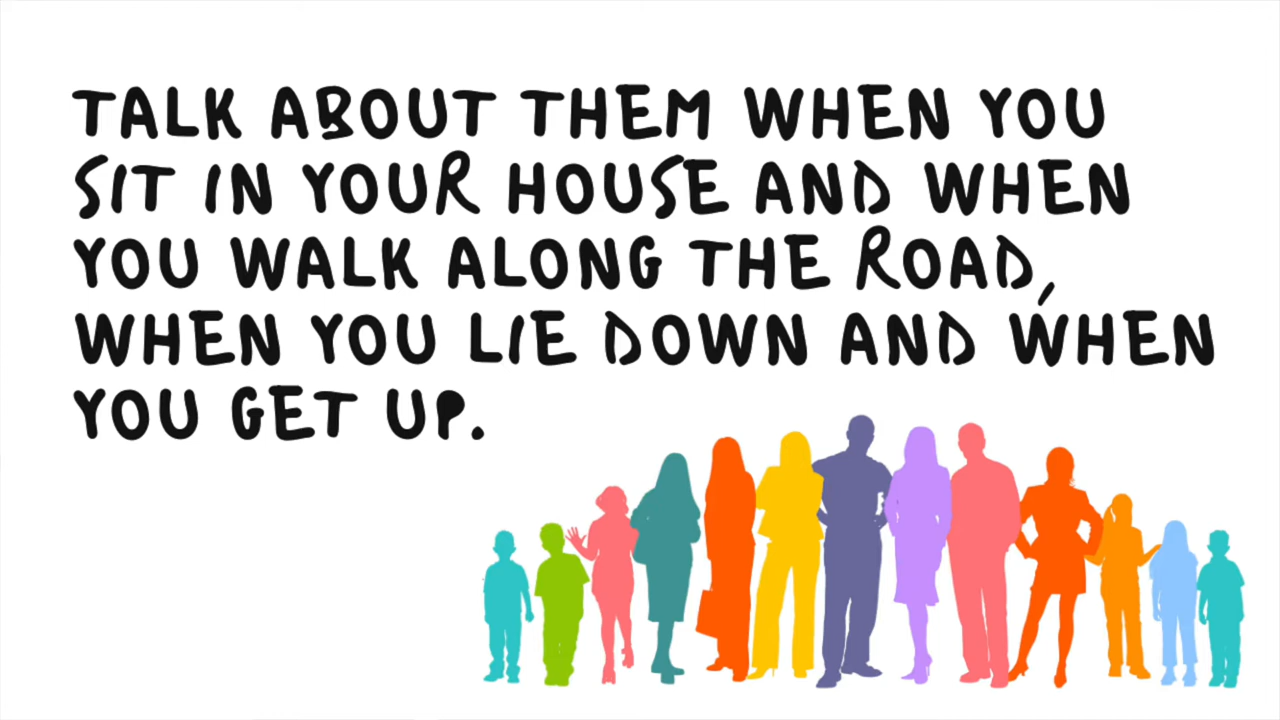 TALK ABOUT THEM WHEN YOU
SIT IN YOUR HOUSE AND WHEN
YOU WALK ALONG THE ROAD,
WHEN YOU LIE DOWN AND WHEN
YOU GET UP.